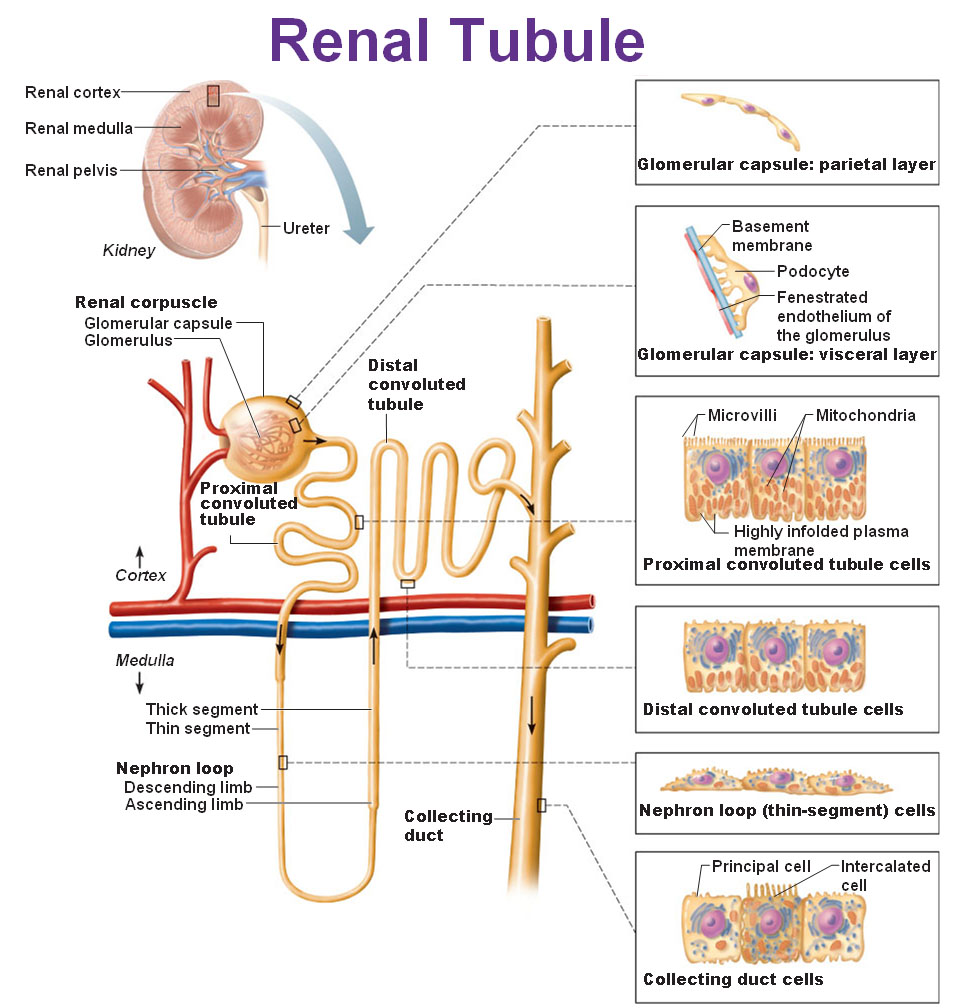 Renal Tubule
Renal cortex
Renal medulla
Renal pelvis
Ureter
Kidney
Renal corpuscle
Glomerular capsule
Glomerulus
Distal
convoluted
tubule
Proximal
convoluted
tubule
Cortex
Medulla
Thick segment
Thin segment
Nephron loop
Descending limb
Ascending limb
Collecting
duct
Glomerular capsule: parietal layer
Basement
membrane
Podocyte
Fenestrated
endothelium of
the glomerulus
Glomerular capsule: visceral layer
Microvilli
Mitochondria
Highly infolded plasma
membrane
Proximal convoluted tubule cells
Distal convoluted tubule cells
Nephron loop (thin-segment) cells
Principal cell
Intercalated
cell
Collecting duct cells